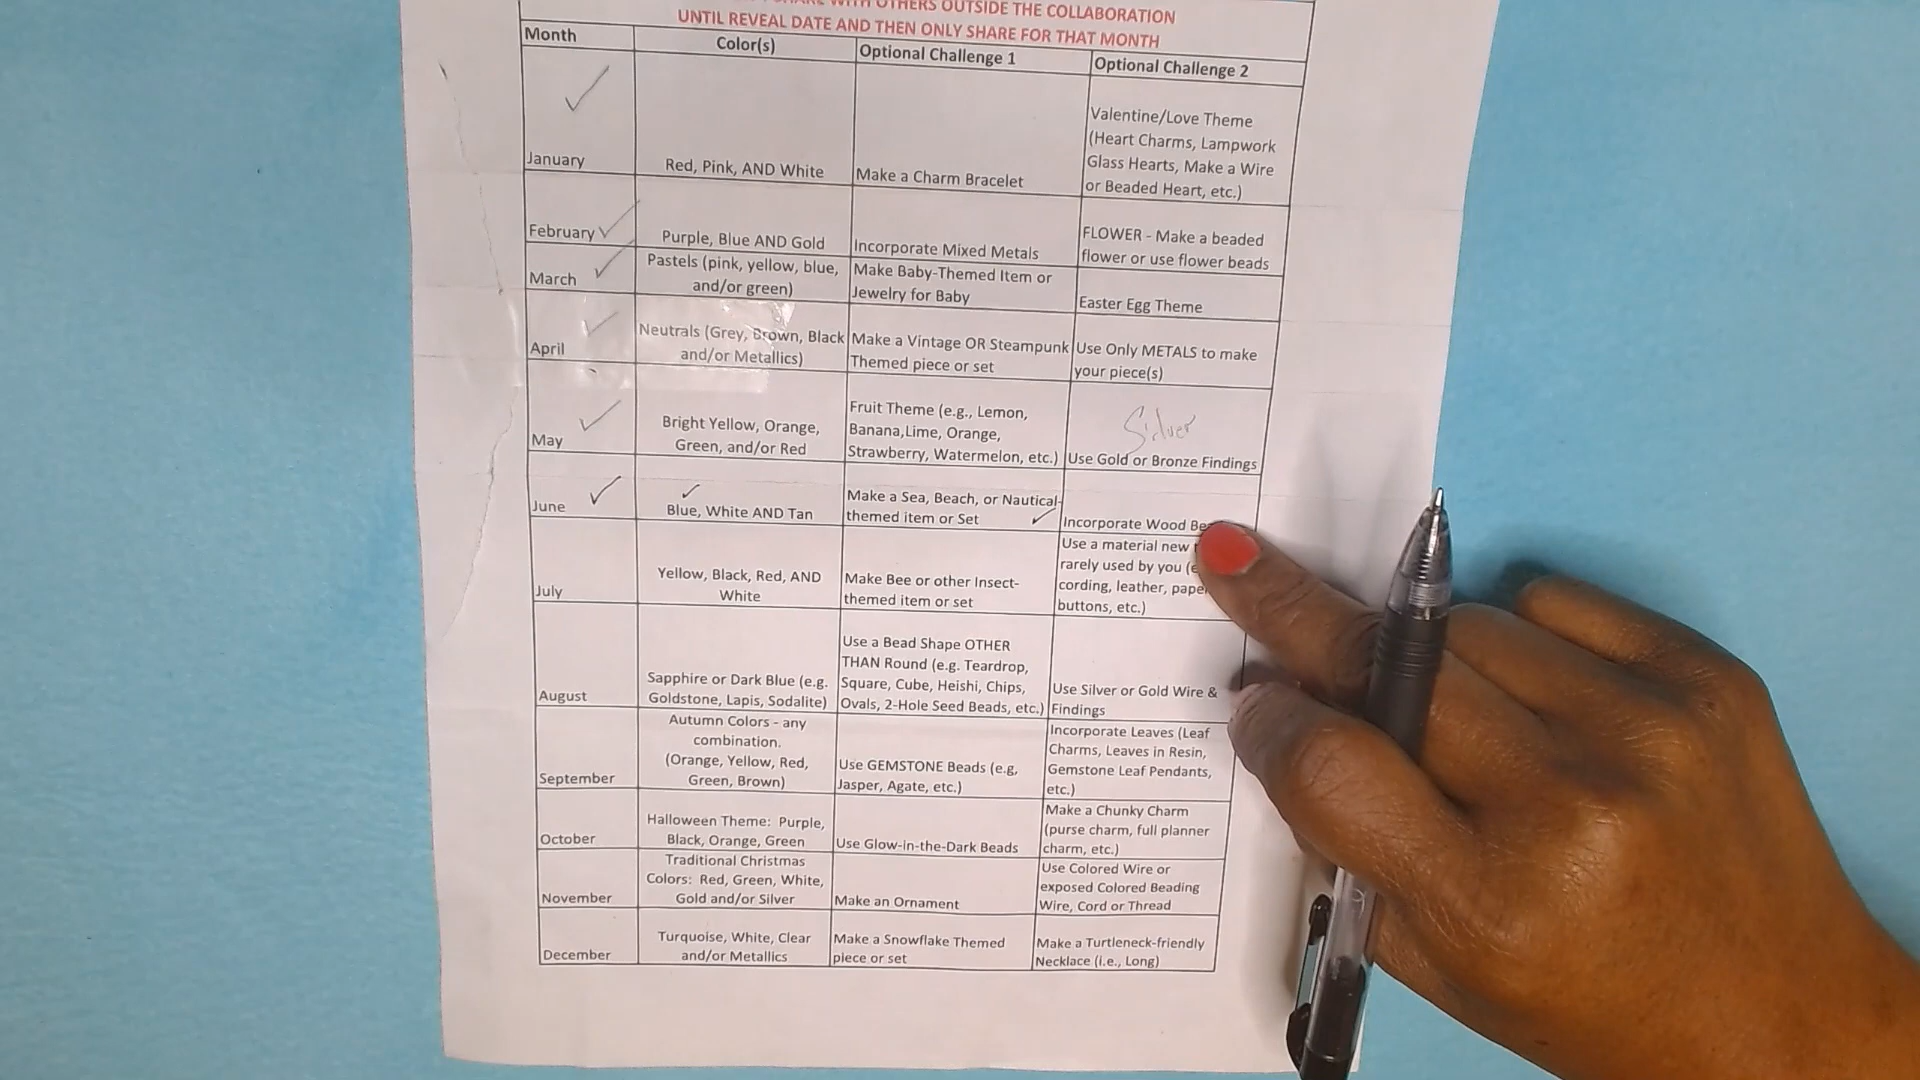 WITH OTHERS OUTSIDE THE COLLABORATION
UNTIL REVEAL DATE AND THEN ONLY SHARE FOR THAT MONTH
Month
Color(s)
Optional Challenge 1
Optional Challenge 2
January
Red, Pink, AND White
Make a Charm Bracelet
Valentine/Love Theme
(Heart Charms, Lampwork
Glass Hearts, Make a Wire
or Beaded Heart, etc.)
February
Purple, Blue AND Gold
Incorporate Mixed Metals
FLOWER - Make a beaded
flower or use flower beads
March
Pastels (pink, yellow, blue,
and/or green)
Make Baby-Themed Item or
Jewelry for Baby
Easter Egg Theme
April
Neutrals (Grey, Brown, Black
and/or Metallics)
Make a Vintage OR Steampunk
Themed piece or set
Use Only METALS to make
your piece(s)
May
Bright Yellow, Orange,
Green, and/or Red
Fruit Theme (e.g., Lemon,
Banana,Lime, Orange,
Strawberry, Watermelon, etc.)
Silver
Use Gold or Bronze Findings
June
Blue, White AND Tan
Make a Sea, Beach, or Nautical-
themed item or Set
Incorporate Wood
July
Yellow, Black, Red, AND
White
Make Bee or other Insect-
themed item or set
Use a material new
rarely used by you
cording, leather,
buttons, etc.)
August
Sapphire or Dark Blue (e.g.
Goldstone, Lapis, Sodalite)
Use a Bead Shape OTHER
THAN Round (e.g. Teardrop,
Square, Cube, Heishi, Chips,
Ovals, 2-Hole Seed Beads, etc.)
Use Silver or Gold Wire &
Findings
September
Autumn Colors - any
combination.
(Orange, Yellow, Red,
Green, Brown)
Use GEMSTONE Beads (e.g,
Jasper, Agate, etc.)
Incorporate Leaves (Leaf
Charms, Leaves in Resin,
Gemstone Leaf Pendants,
etc.)
October
Halloween Theme: Purple,
Black, Orange, Green
Use Glow-in-the-Dark Beads
Make a Chunky Charm
(purse charm, full planner
charm, etc.)
November
Traditional Christmas
Colors: Red, Green, White,
Gold and/or Silver
Make an Ornament
Use Colored Wire or
exposed Colored Beading
Wire, Cord or Thread
December
Turquoise, White, Clear
and/or Metallics
Make a Snowflake Themed
piece or set
Make a Turtleneck-friendly
Necklace (i.e., Long)